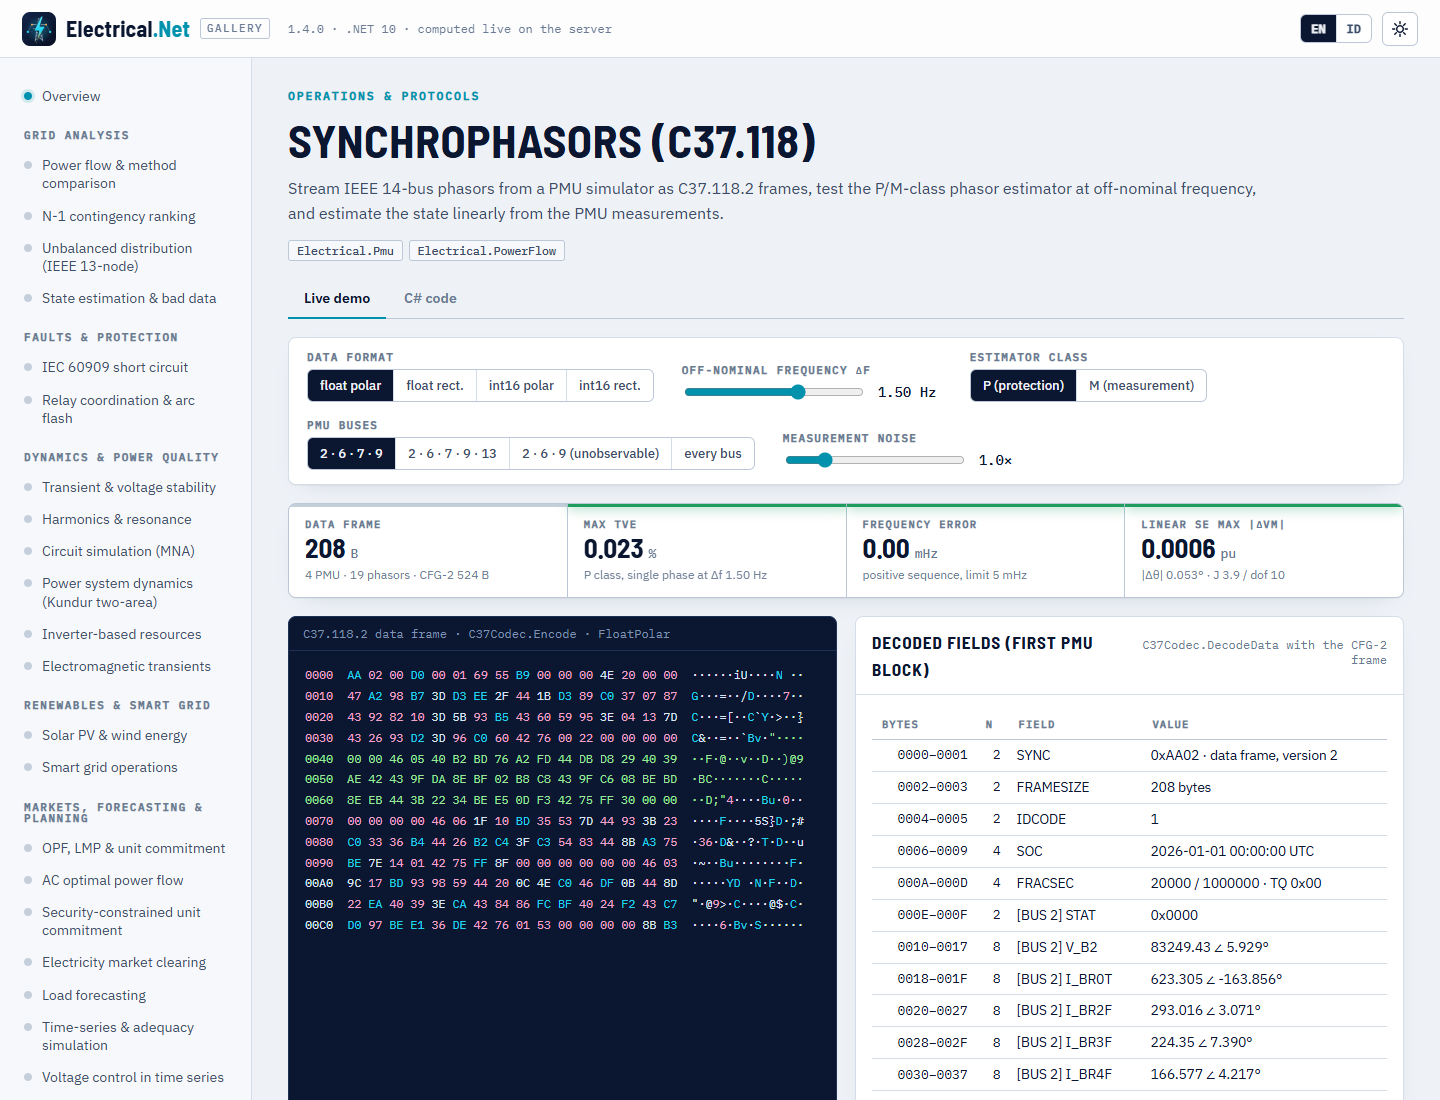 Electrical.Net
GALLERY
1.4.0 · .NET 10 · computed live on the server
EN
ID
Overview
GRID ANALYSIS
Power flow & method
comparison
N-1 contingency ranking
Unbalanced distribution
(IEEE 13-node)
State estimation & bad data
FAULTS & PROTECTION
IEC 60909 short circuit
Relay coordination & arc
flash
DYNAMICS & POWER QUALITY
Transient & voltage stability
Harmonics & resonance
Circuit simulation (MNA)
Power system dynamics
(Kundur two-area)
Inverter-based resources
Electromagnetic transients
RENEWABLES & SMART GRID
Solar PV & wind energy
Smart grid operations
MARKETS, FORECASTING &
PLANNING
OPF, LMP & unit commitment
AC optimal power flow
Security-constrained unit
commitment
Electricity market clearing
Load forecasting
Time-series & adequacy
simulation
Voltage control in time series
OPERATIONS & PROTOCOLS
SYNCHROPHASORS (C37.118)
Stream IEEE 14-bus phasors from a PMU simulator as C37.118.2 frames, test the P/M-class phasor estimator at off-nominal frequency,
and estimate the state linearly from the PMU measurements.
Electrical.Pmu
Electrical.PowerFlow
Live demo
C# code
DATA FORMAT
float polar
float rect.
int16 polar
int16 rect.
OFF-NOMINAL FREQUENCY ΔF
1.50 Hz
ESTIMATOR CLASS
P (protection)
M (measurement)
PMU BUSES
2 · 6 · 7 · 9
2 · 6 · 7 · 9 · 13
2 · 6 · 9 (unobservable)
every bus
MEASUREMENT NOISE
1.0×
DATA FRAME
208 B
4 PMU · 19 phasors · CFG-2 524 B
MAX TVE
0.023 %
P class, single phase at Δf 1.50 Hz
FREQUENCY ERROR
0.00 mHz
positive sequence, limit 5 mHz
LINEAR SE MAX |ΔVM|
0.0006 pu
|Δθ| 0.053° · J 3.9 / dof 10
C37.118.2 data frame · C37Codec.Encode · FloatPolar
0000 AA 02 00 D0 00 01 69 55 B9 00 00 00 4E 20 00 00 ······iU····N ··
0010 47 A2 98 B7 3D D3 EE 2F 44 1B D3 89 C0 37 07 87 G···=··/D····7··
0020 43 92 82 10 3D 5B 93 B5 43 60 59 95 3E 04 13 7D C···=[··C`Y·>··}
0030 43 26 93 D2 3D 96 C0 60 42 76 00 22 00 00 00 00 C&··=··`Bv·"····
0040 00 00 46 05 40 B2 BD 76 A2 FD 44 DB D8 29 40 39 ··F·@··v··D··)@9
0050 AE 42 43 9F DA 8E BF 02 B8 C8 43 9F C6 08 BE BD ·BC·······C·····
0060 8E EB 44 3B 22 34 BE E5 0D F3 42 75 FF 30 00 00 ··D;"4····Bu·0··
0070 00 00 00 00 46 06 1F 10 BD 35 53 7D 44 93 3B 23 ····F····5S}D·;#
0080 C0 33 36 B4 44 26 B2 C4 3F C3 54 83 44 8B A3 75 ·36·D&··?·T·D··u
0090 BE 7E 14 01 42 75 FF 8F 00 00 00 00 00 00 46 03 ·~··Bu········F·
00A0 9C 17 BD 93 98 59 44 20 0C 4E C0 46 DF 0B 44 8D ·····YD ·N·F··D·
00B0 22 EA 40 39 3E CA 43 84 86 FC BF 40 24 F2 43 C7 "·@9>·C····@$·C·
00C0 D0 97 BE E1 36 DE 42 76 01 53 00 00 00 00 8B B3 ····6·Bv·S······
DECODED FIELDS (FIRST PMU
BLOCK)
C37Codec.DecodeData with the CFG-2
frame
BYTES N FIELD VALUE
0000–0001 2 SYNC 0xAA02 · data frame, version 2
0002–0003 2 FRAMESIZE 208 bytes
0004–0005 2 IDCODE 1
0006–0009 4 SOC 2026-01-01 00:00:00 UTC
000A–000D 4 FRACSEC 20000 / 1000000 · TQ 0x00
000E–000F 2 [BUS 2] STAT 0x0000
0010–0017 8 [BUS 2] V_B2 83249.43 ∠ 5.929°
0018–001F 8 [BUS 2] I_BR0T 623.305 ∠ -163.856°
0020–0027 8 [BUS 2] I_BR2F 293.016 ∠ 3.071°
0028–002F 8 [BUS 2] I_BR3F 224.35 ∠ 7.390°
0030–0037 8 [BUS 2] I_BR4F 166.577 ∠ 4.217°